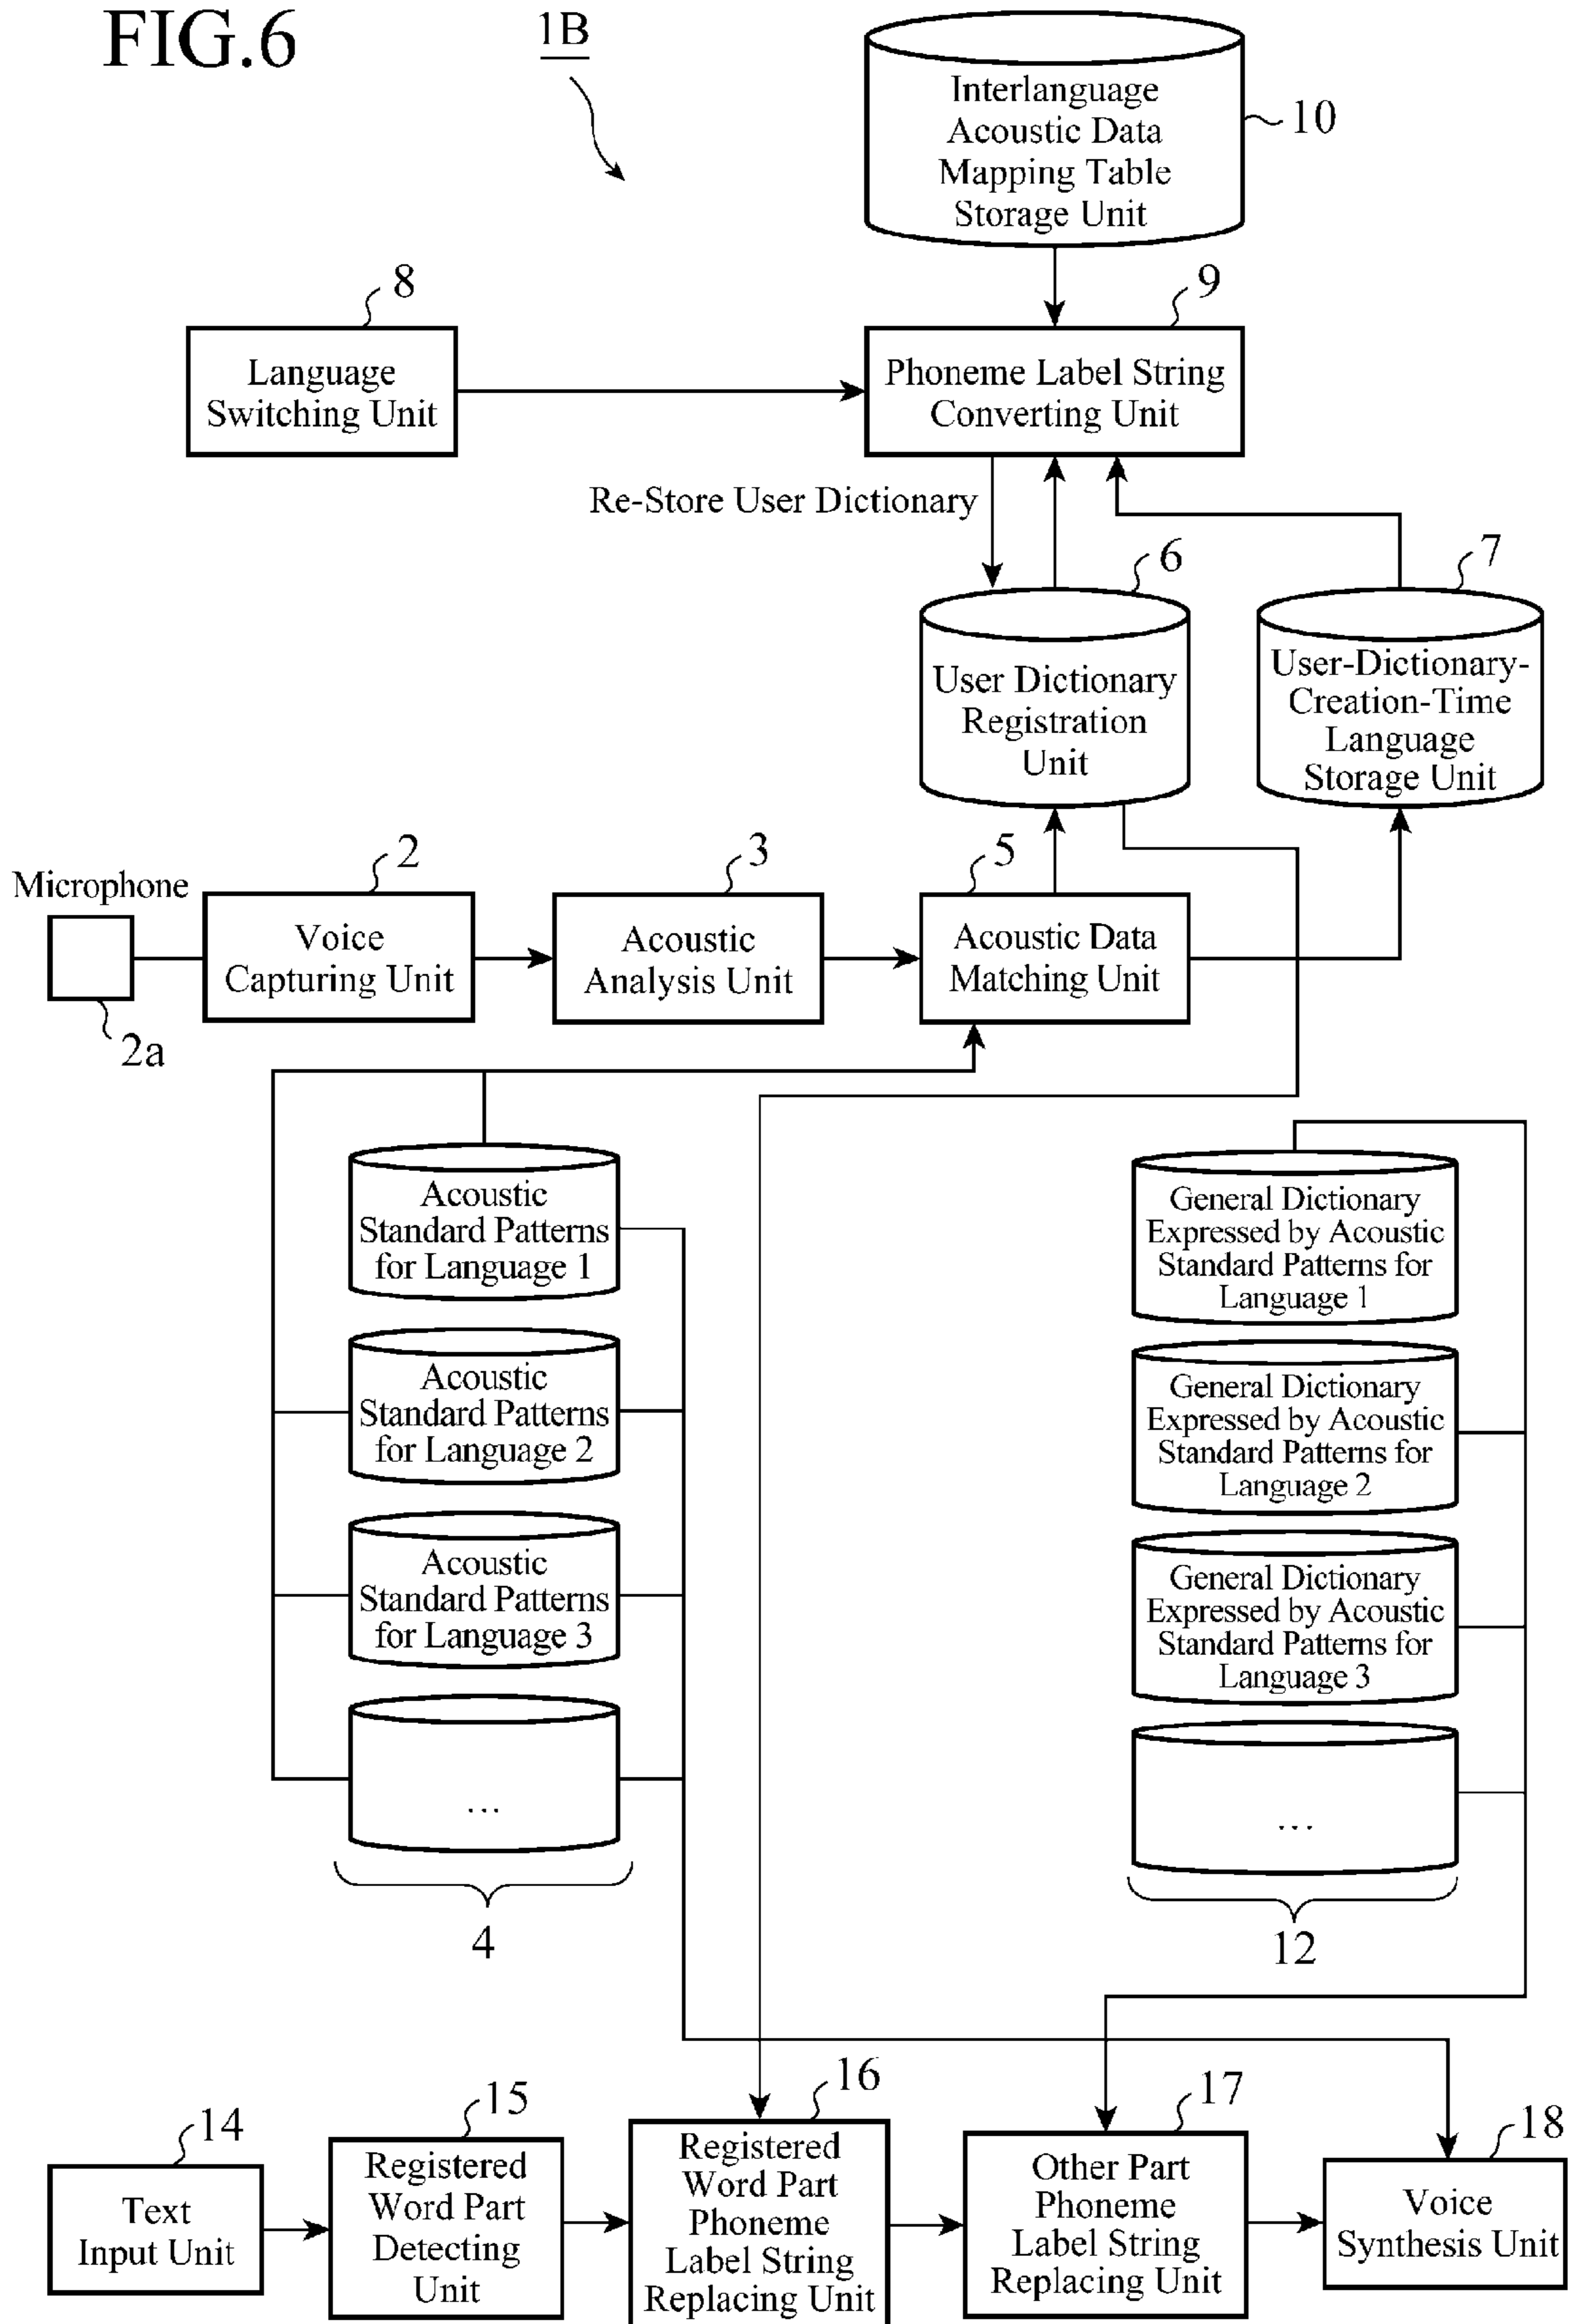 FIG.6
1B
Interlanguage
Acoustic Data
Mapping Table
Storage Unit
10
8
9
Language
Switching Unit
Phoneme Label String
Converting Unit
Re-Store User Dictionary
6
7
User Dictionary
Registration
Unit
User-Dictionary-
Creation-Time
Language
Storage Unit
Microphone
2
3
5
Voice
Capturing Unit
Acoustic
Analysis Unit
Acoustic Data
Matching Unit
2a
Acoustic
Standard Patterns
for Language 1
General Dictionary
Expressed by Acoustic
Standard Patterns for
Language 1
Acoustic
Standard Patterns
for Language 2
General Dictionary
Expressed by Acoustic
Standard Patterns for
Language 2
Acoustic
Standard Patterns
for Language 3
General Dictionary
Expressed by Acoustic
Standard Patterns for
Language 3
...
...
4
12
14
15
16
17
18
Text
Input Unit
Registered
Word Part
Detecting
Unit
Registered
Word Part
Phoneme
Label String
Replacing Unit
Other Part
Phoneme
Label String
Replacing Unit
Voice
Synthesis Unit